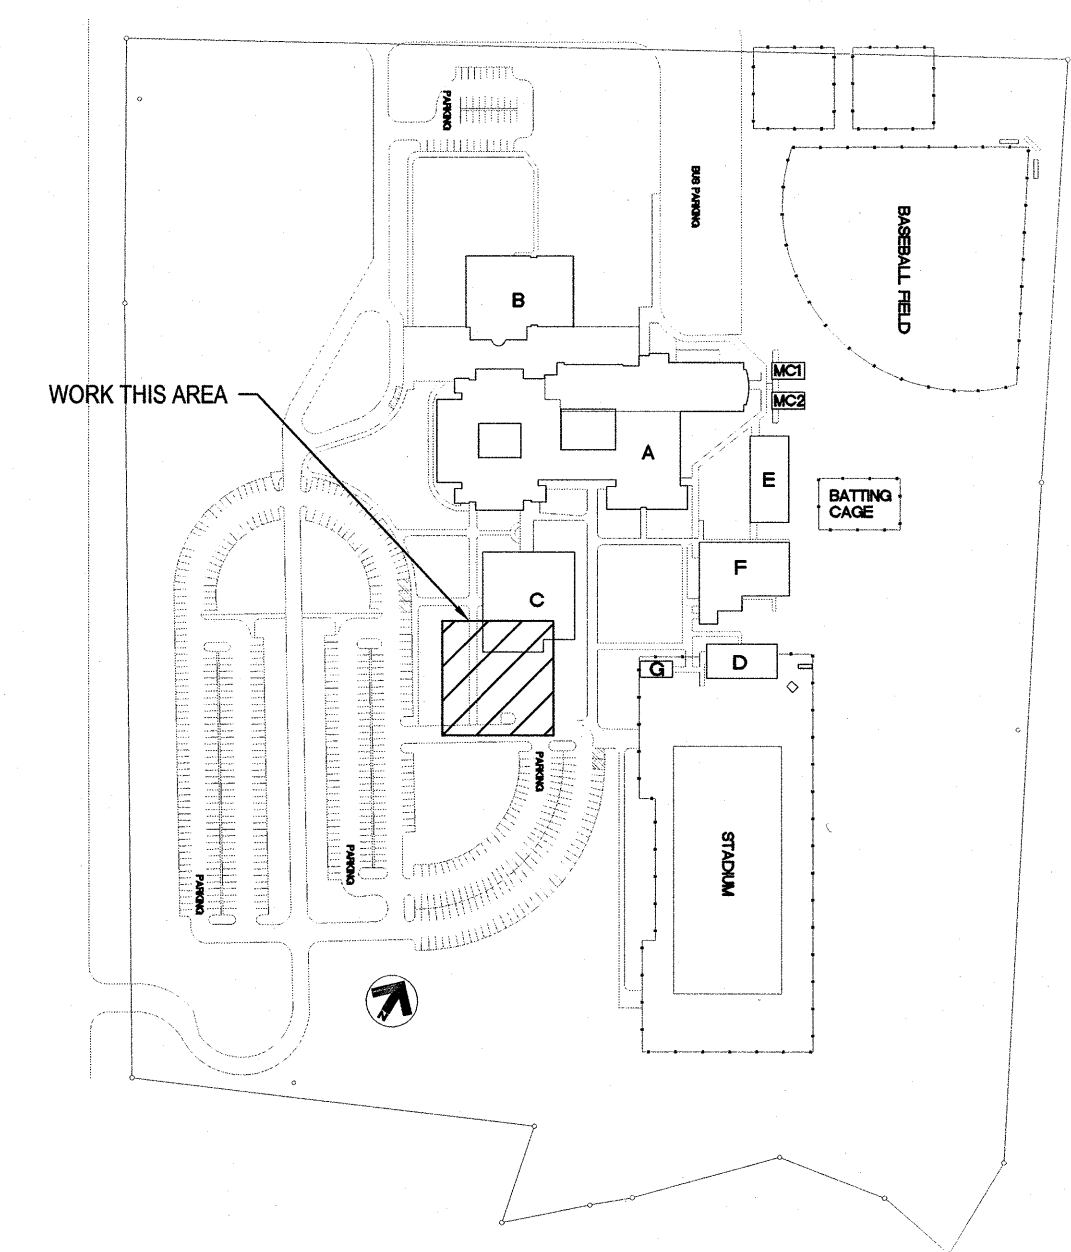 PARKING
BUS PARKING
BASEBALL FIELD
B
MC1
MC2
WORK THIS AREA
A
E
BATTING
CAGE
F
C
G
D
PARKING
STADIUM
PARKING
PARKING
N